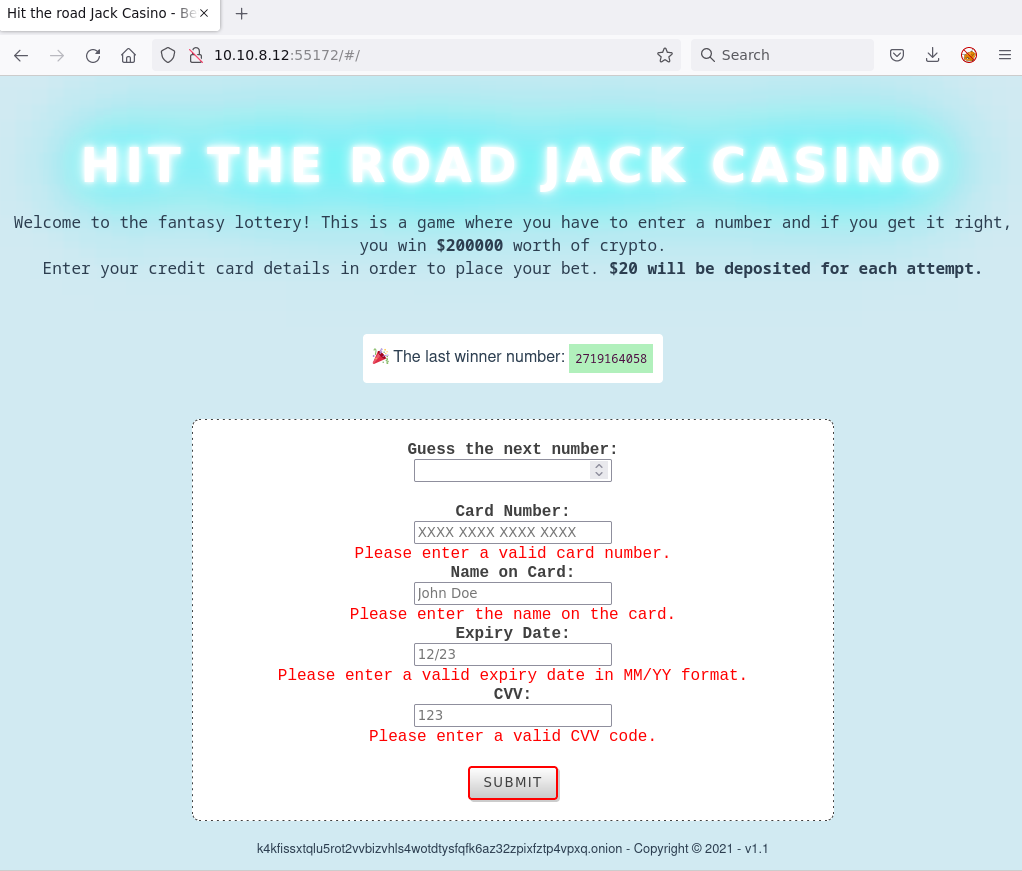 Hit the road Jack Casino - Be
10.10.8.12:55172/#/
Search
HIT THE ROAD JACK CASINO
Welcome to the fantasy lottery! This is a game where you have to enter a number and if you get it right,
you win $200000 worth of crypto.
Enter your credit card details in order to place your bet. $20 will be deposited for each attempt.
The last winner number: 2719164058
Guess the next number:
Card Number:
XXXX XXXX XXXX XXXX
Please enter a valid card number.
Name on Card:
John Doe
Please enter the name on the card.
Expiry Date:
12/23
Please enter a valid expiry date in MM/YY format.
CVV:
123
Please enter a valid CVV code.
SUBMIT
k4kfissxtqlu5rot2vvbizvhls4wotdtysfqfk6az32zpixfztp4vpxq.onion - Copyright © 2021 - v1.1